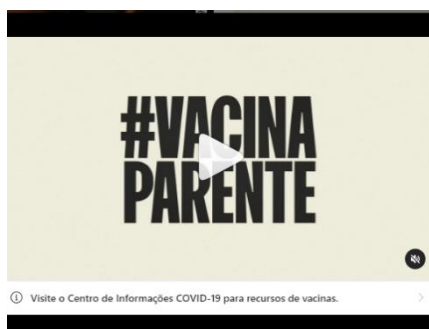 #VACINA
PARENTE
Visite o Centro de Informações COVID-19 para recursos de vacinas.